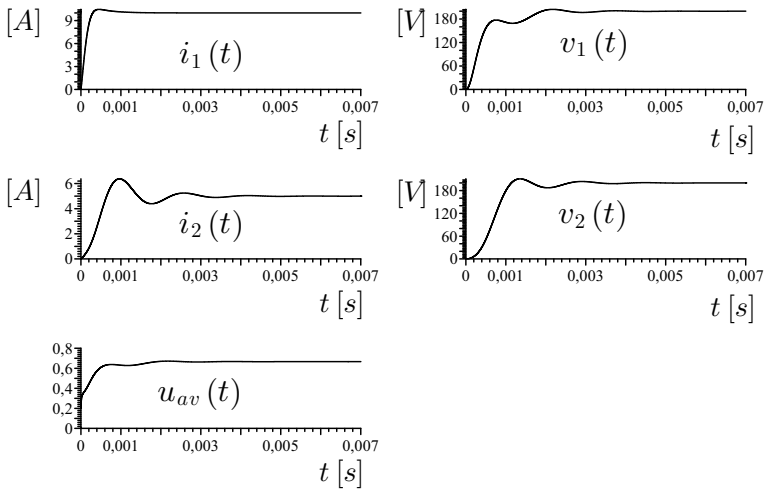 [A]
9
6
3
0
i₁ (t)
0 0,001 0,003 0,005 0,007
t [s]
[V]
180
120
60
0
v₁ (t)
0 0,001 0,003 0,005 0,007
t [s]
[A]
6
4
2
0
i₂ (t)
0 0,001 0,003 0,005 0,007
t [s]
[V]
180
120
60
0
v₂ (t)
0 0,001 0,003 0,005 0,007
t [s]
0,8
0,6
0,4
0,2
0
u_{av} (t)
0 0,001 0,003 0,005 0,007
t [s]